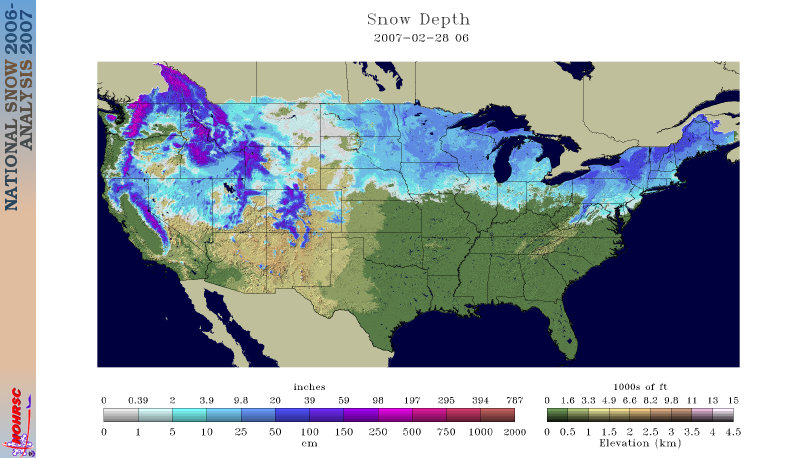 Snow Depth
2007-02-28 06
NATIONAL SNOW 2006-
ANALYSIS 2007
NOHRSC
inches
0 0.39 2 3.9 9.8 20 39 59 98 197 295 394 787
0 1 5 10 25 50 100 150 250 500 750 1000 2000
cm
1000s of ft
0 1.6 3.3 4.9 6.6 8.2 9.8 11 13 15
0 0.5 1 1.5 2 2.5 3 3.5 4 4.5
Elevation (km)